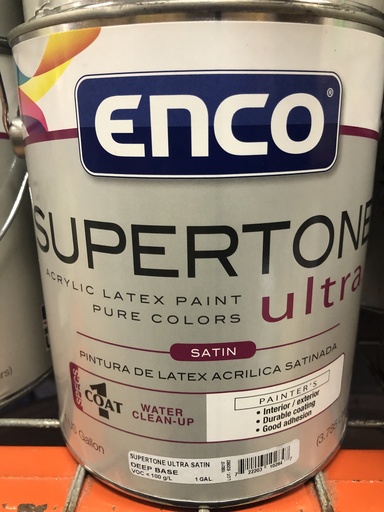 ENCO®
SUPERTONE
ACRYLIC LATEX PAINT
PURE COLORS
ultra
SATIN
PINTURA DE LATEX ACRILICA SATINADA
1 COAT
WATER
CLEAN-UP
PAINTER'S
• Interior / exterior
• Durable coating
• Good adhesion
Gallon
SUPERTONE ULTRA SATIN
DEEP BASE
VOC < 100 g/L
1 GAL.